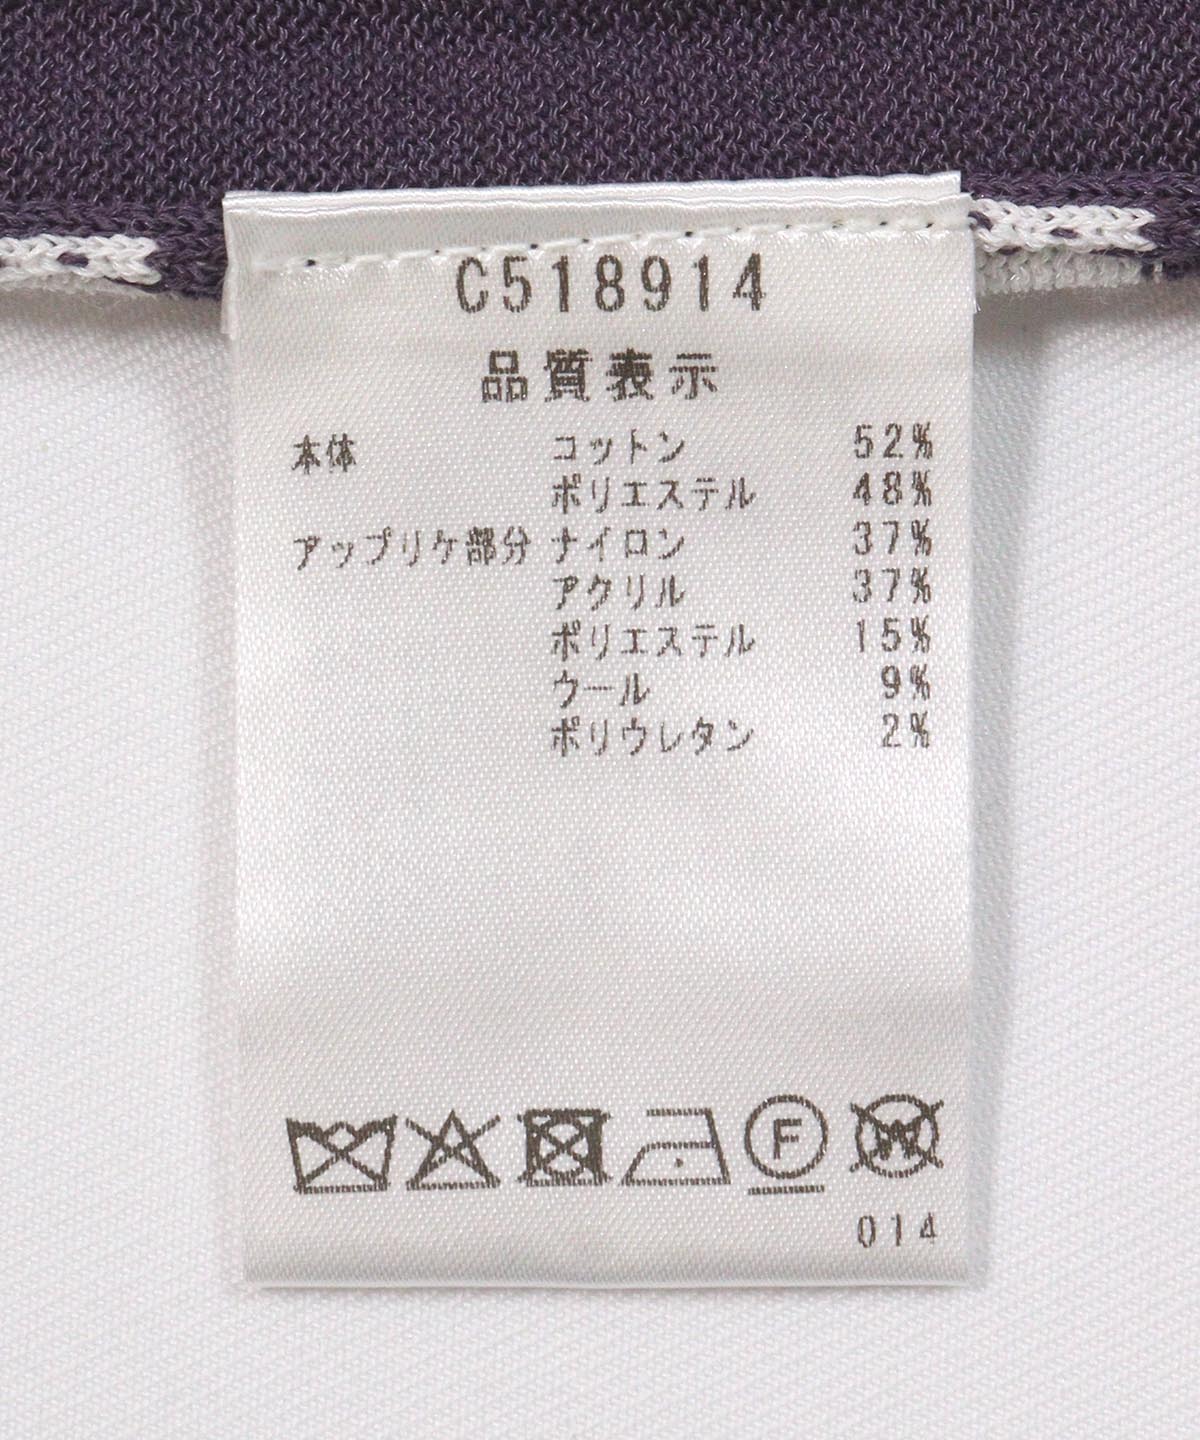 C518914
品質表示
本体 コットン 52%
ポリエステル 48%
アップリケ部分 ナイロン 37%
アクリル 37%
ポリエステル 15%
ウール 9%
ポリウレタン 2%
F W
014